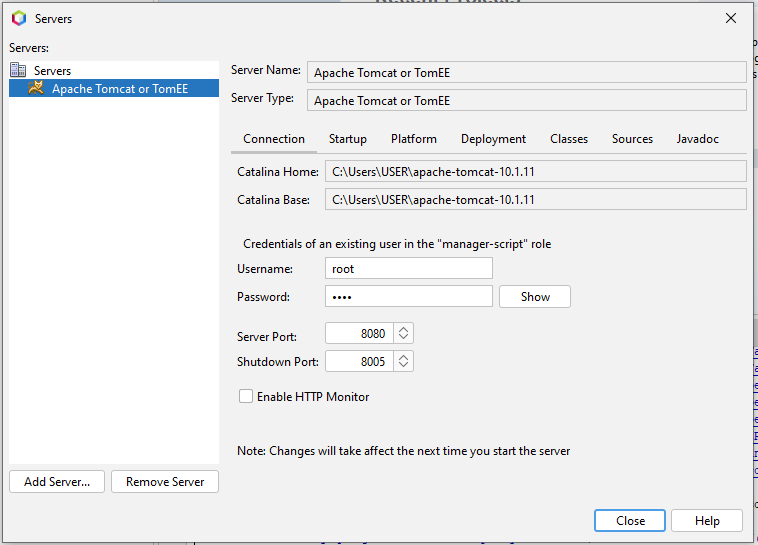 Servers
Servers:
Servers
Apache Tomcat or TomEE
Server Name: Apache Tomcat or TomEE
Server Type: Apache Tomcat or TomEE
Connection Startup Platform Deployment Classes Sources Javadoc
Catalina Home: C:\Users\USER\apache-tomcat-10.1.11
Catalina Base: C:\Users\USER\apache-tomcat-10.1.11
Credentials of an existing user in the "manager-script" role
Username: root
Password: •••• Show
Server Port: 8080
Shutdown Port: 8005
Enable HTTP Monitor
Note: Changes will take affect the next time you start the server
Add Server... Remove Server
Close Help